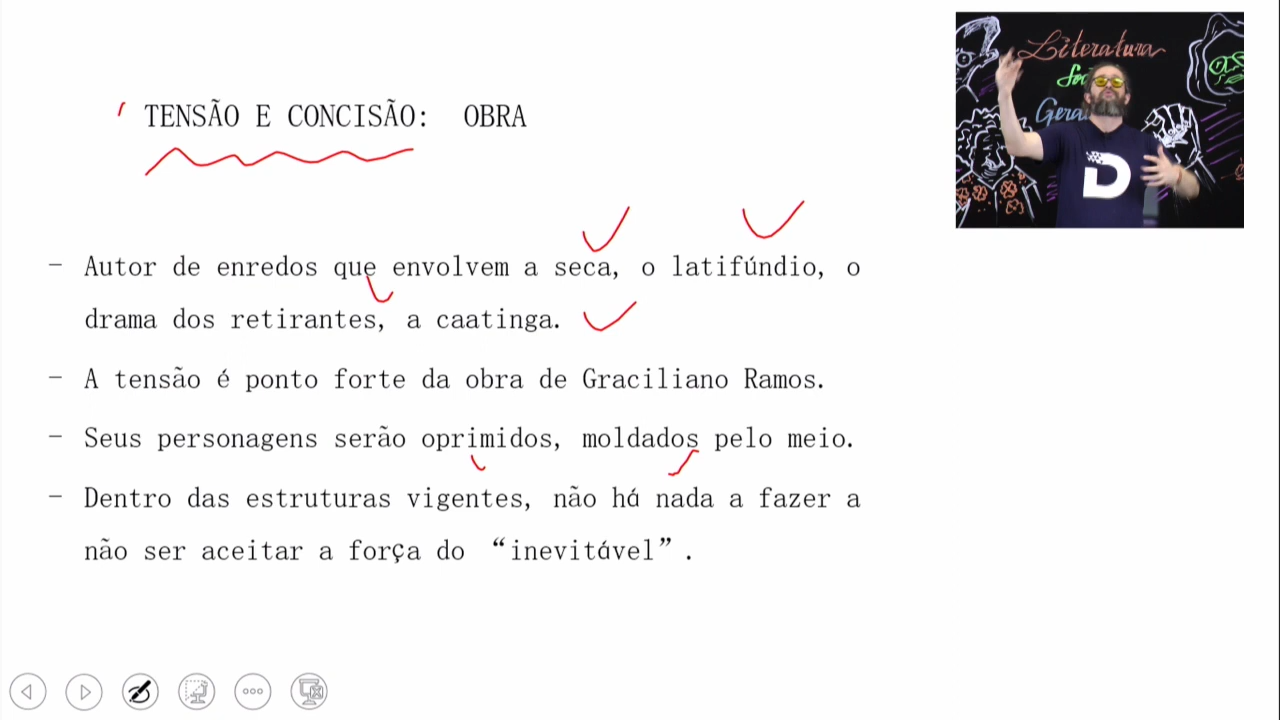 TENSÃO E CONCISÃO: OBRA
Literatura
Gera
– Autor de enredos que envolvem a seca, o latifúndio, o
drama dos retirantes, a caatinga.
– A tensão é ponto forte da obra de Graciliano Ramos.
– Seus personagens serão oprimidos, moldados pelo meio.
– Dentro das estruturas vigentes, não há nada a fazer a
não ser aceitar a força do “inevitável”.